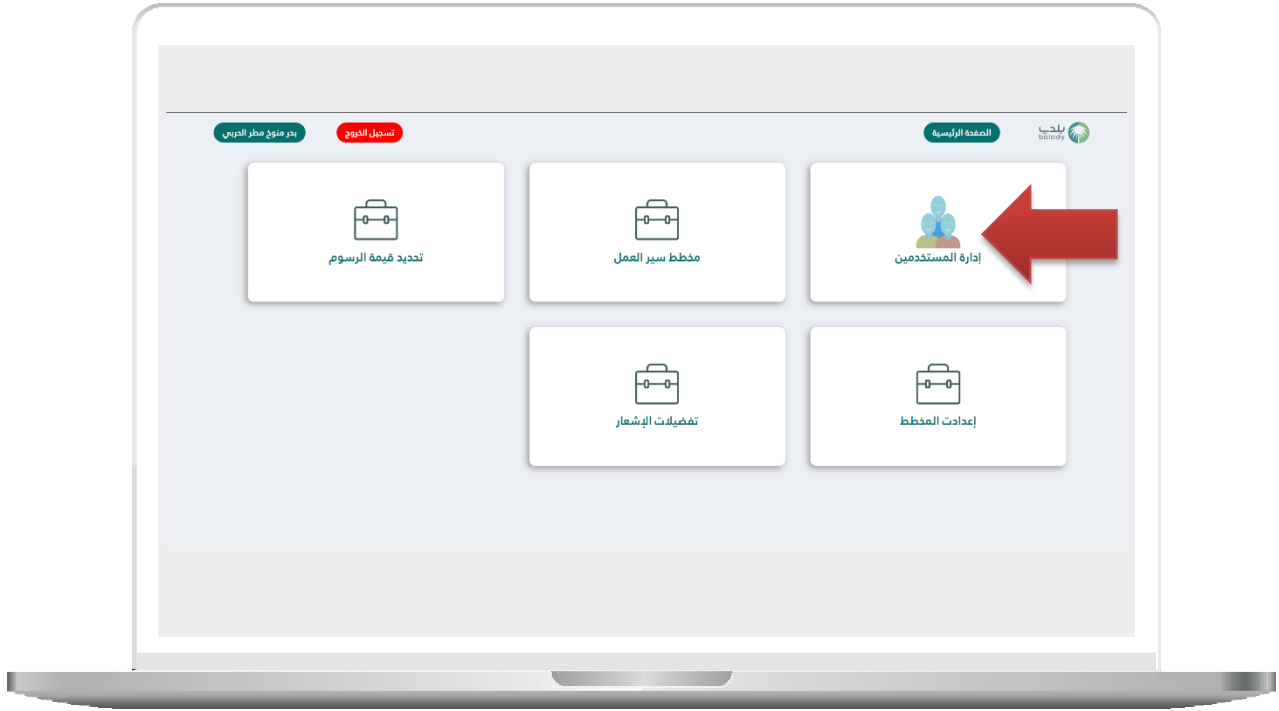 بلدي
balady
الصفحة الرئيسية
تسجيل الخروج
بدر منوخ مطر الحربي
إدارة المستخدمين
مخطط سير العمل
تحديد قيمة الرسوم
إعدادت المخطط
تفضيلات الإشعار